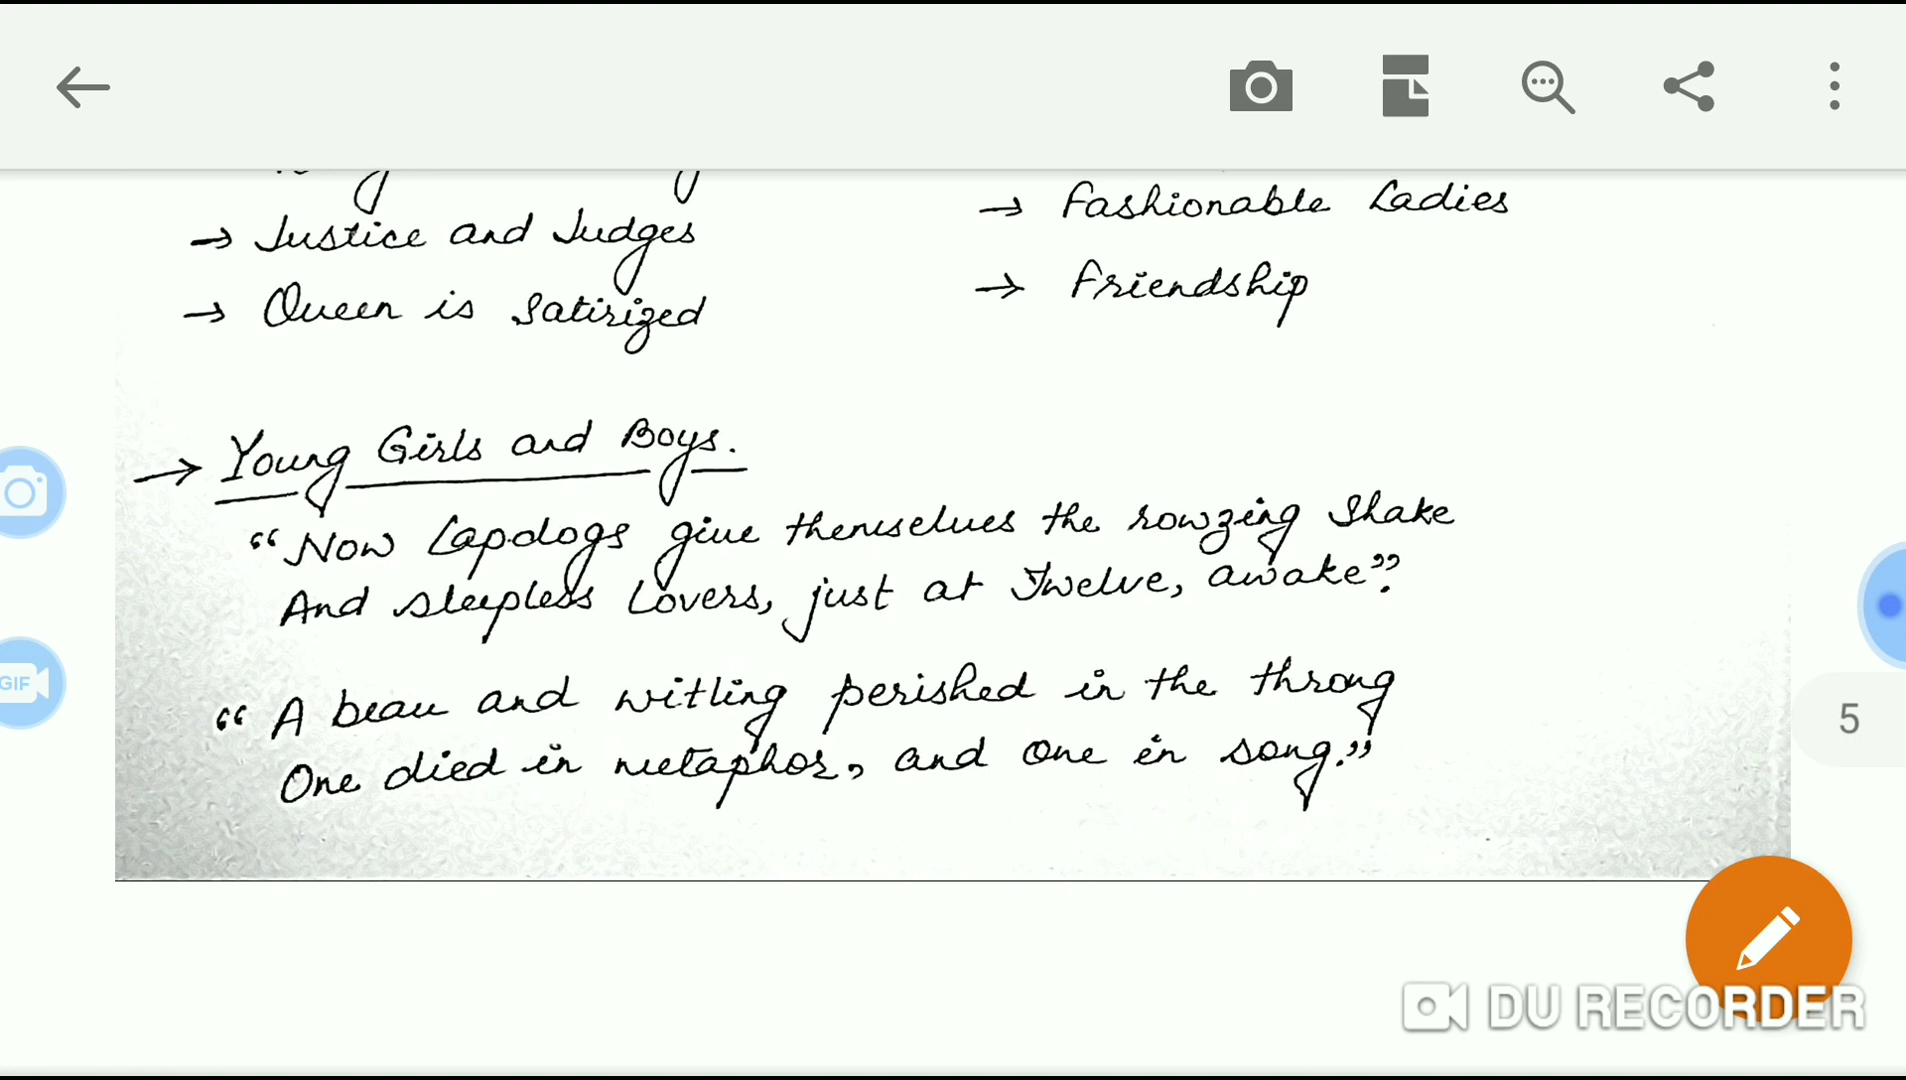 → Justice and Judges
→ Queen is Satirized
→ Fashionable Ladies
→ Friendship
→ Young Girls and Boys.
“Now Lapdogs give themselves the rowzing Shake
And sleepless Lovers, just at Twelve, awake”.
“A beau and witling perished in the throng
One died in metaphor, and one in song.”
GIF
5
DU RECORDER